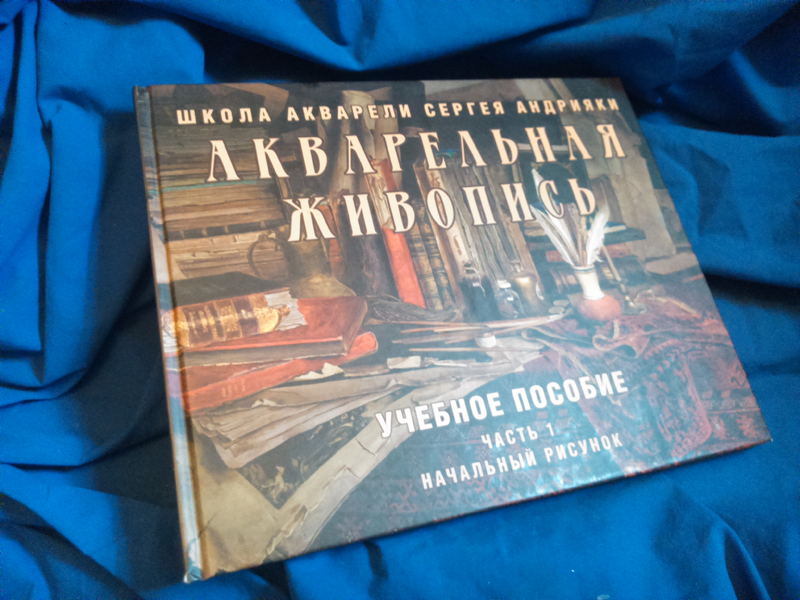 ШКОЛА АКВАРЕЛИ СЕРГЕЯ АНДРИЯКИ
АКВАРЕЛЬНАЯ
ЖИВОПИСЬ
УЧЕБНОЕ ПОСОБИЕ
ЧАСТЬ 1
НАЧАЛЬНЫЙ РИСУНОК